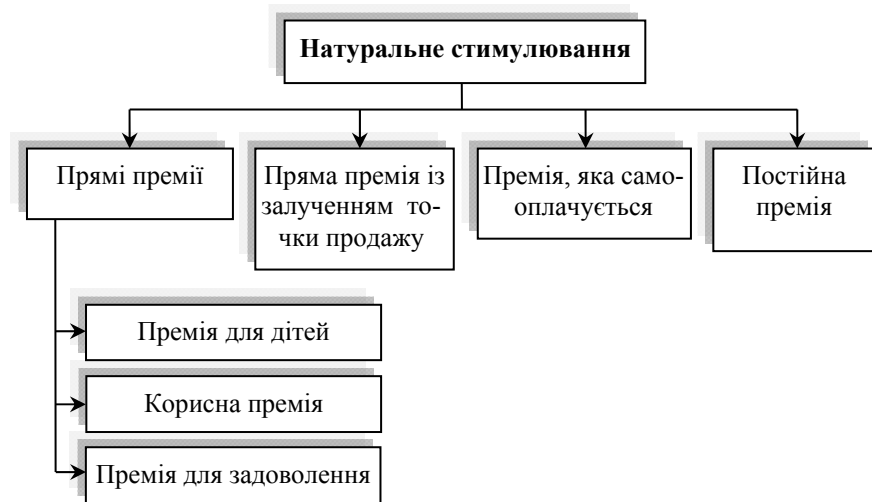 Натуральне стимулювання
Прямі премії
Пряма премія із
залученням то-
чки продажу
Премія, яка само-
оплачується
Постійна
премія
Премія для дітей
Корисна премія
Премія для задоволення